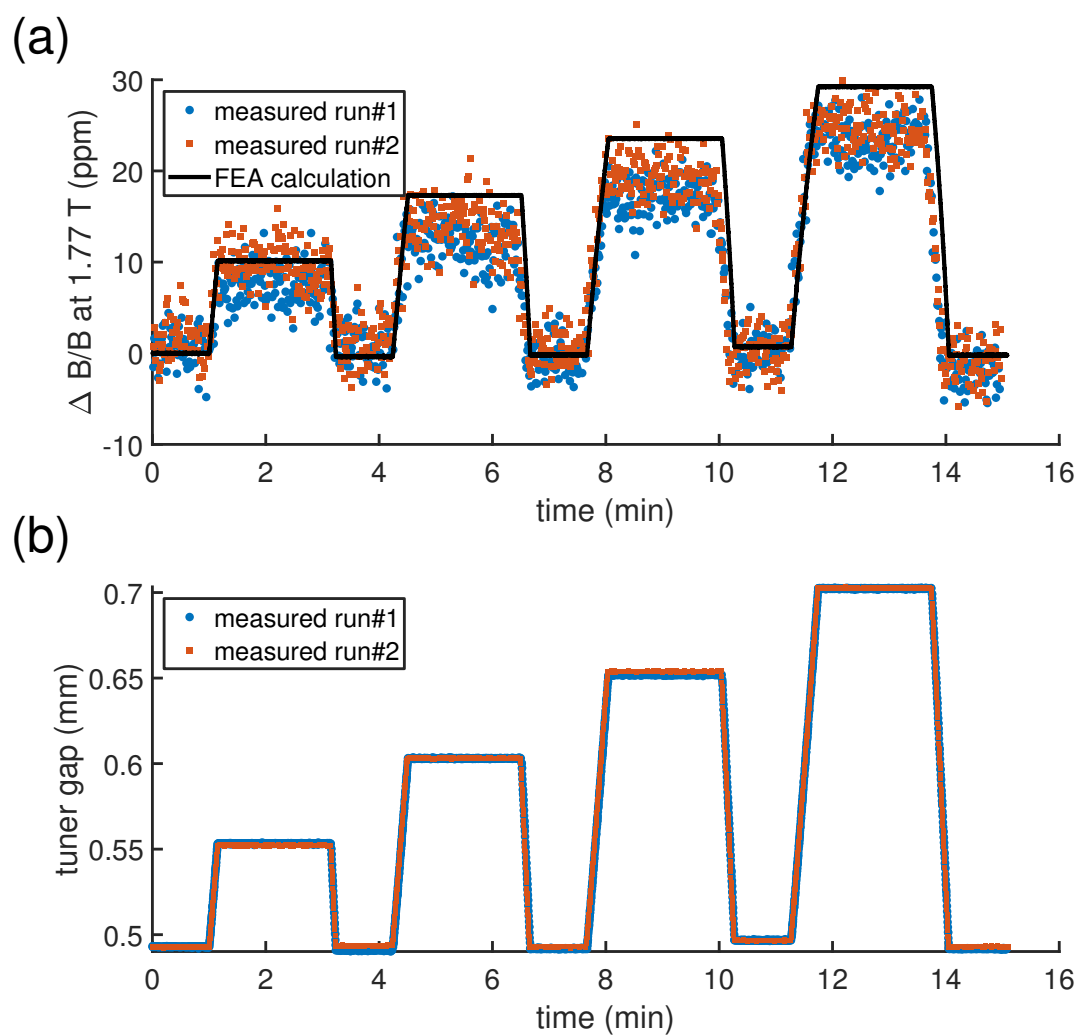 (a)
30
20
10
0
-10
Δ B/B at 1.77 T (ppm)
measured run#1
measured run#2
FEA calculation
0 2 4 6 8 10 12 14 16
time (min)
(b)
0.7
0.65
0.6
0.55
0.5
tuner gap (mm)
measured run#1
measured run#2
0 2 4 6 8 10 12 14 16
time (min)